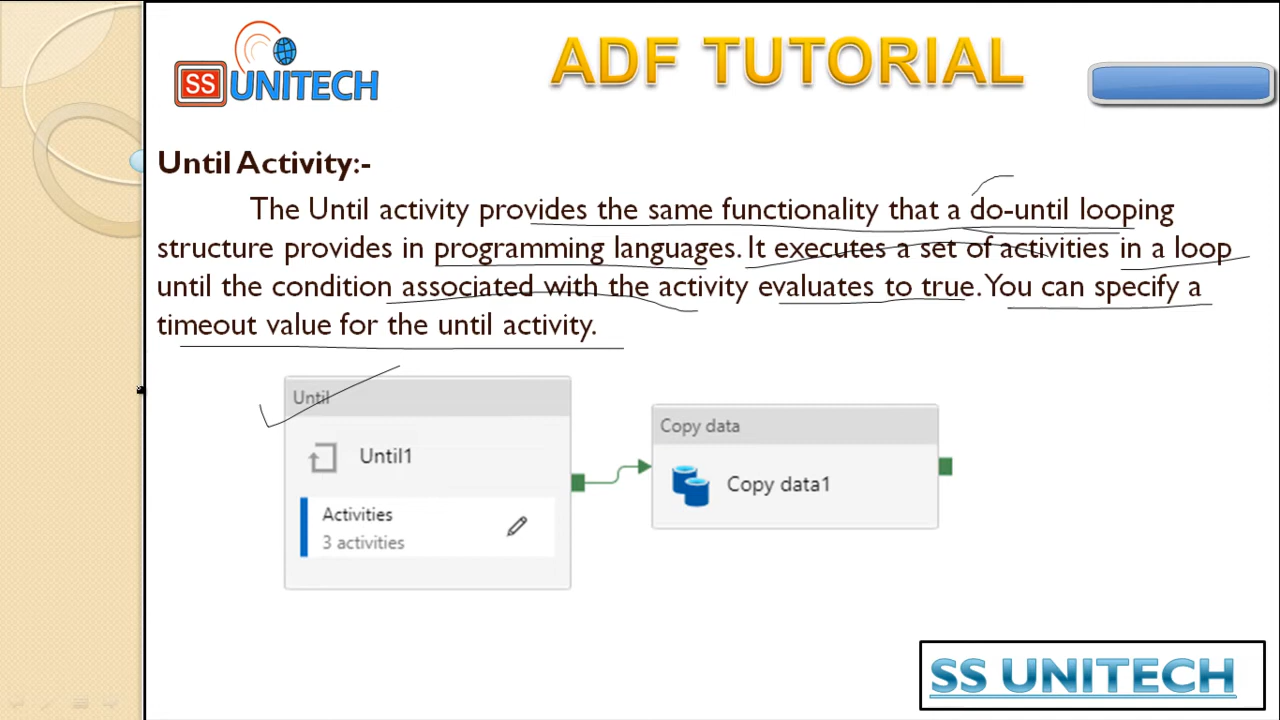 SS UNITECH
ADF TUTORIAL
Until Activity:-
The Until activity provides the same functionality that a do-until looping
structure provides in programming languages. It executes a set of activities in a loop
until the condition associated with the activity evaluates to true. You can specify a
timeout value for the until activity.
Until
Until1
Activities
3 activities
Copy data
Copy data1
SS UNITECH